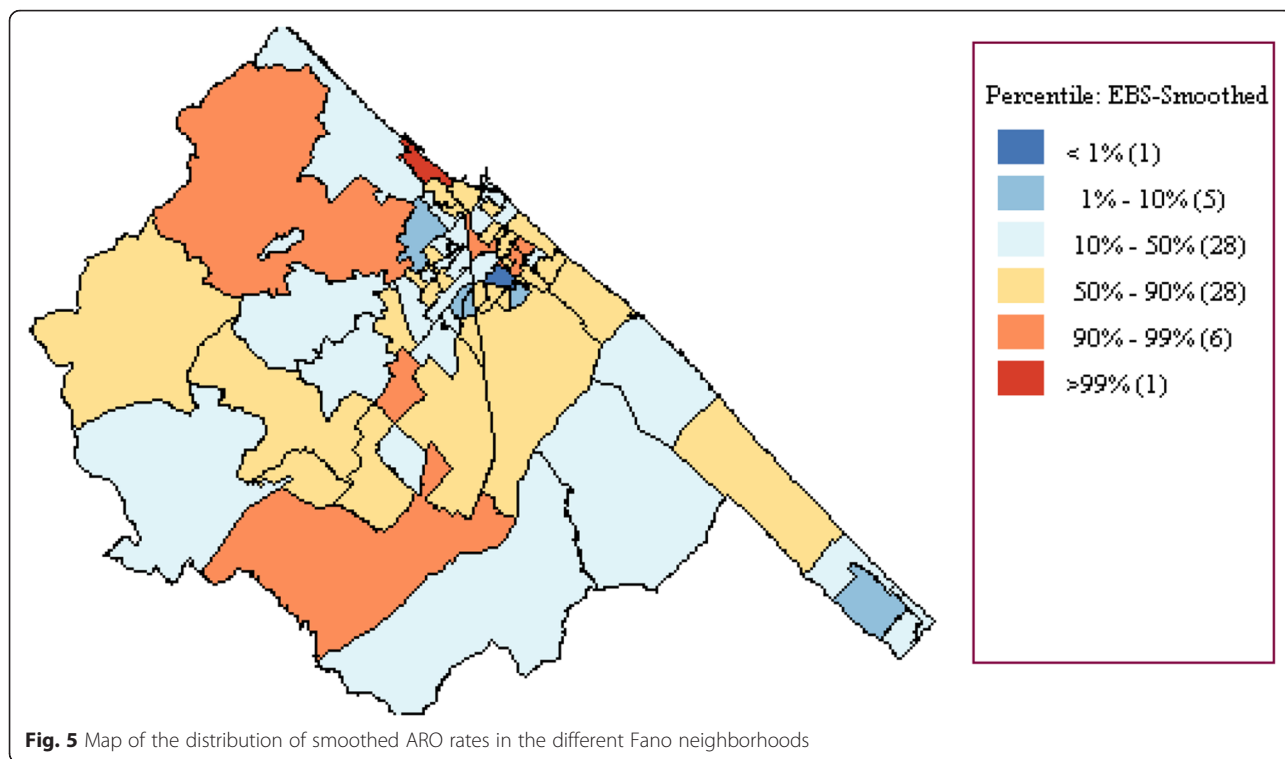 Percentile: EBS-Smoothed
< 1% (1)
1% - 10% (5)
10% - 50% (28)
50% - 90% (28)
90% - 99% (6)
>99% (1)
Fig. 5 Map of the distribution of smoothed ARO rates in the different Fano neighborhoods